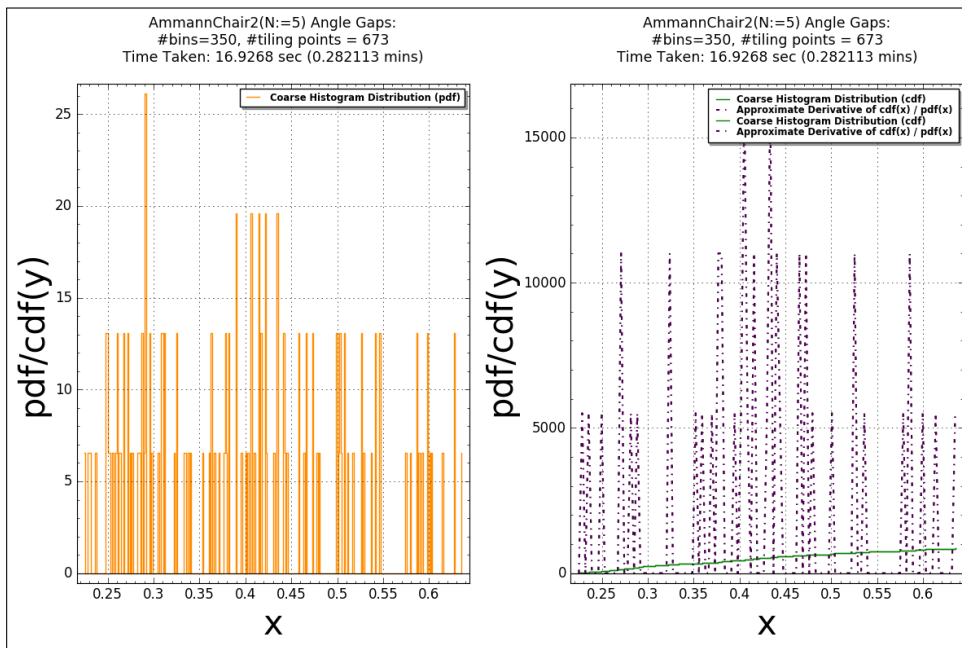 AmmannChair2(N:=5) Angle Gaps:
#bins=350, #tiling points = 673
Time Taken: 16.9268 sec (0.282113 mins)
Coarse Histogram Distribution (pdf)
25
20
15
10
5
0
pdf/cdf(y)
0.25 0.3 0.35 0.4 0.45 0.5 0.55 0.6
x
AmmannChair2(N:=5) Angle Gaps:
#bins=350, #tiling points = 673
Time Taken: 16.9268 sec (0.282113 mins)
Coarse Histogram Distribution (cdf)
Approximate Derivative of cdf(x) / pdf(x)
Coarse Histogram Distribution (cdf)
Approximate Derivative of cdf(x) / pdf(x)
15000
10000
5000
0
pdf/cdf(y)
0.25 0.3 0.35 0.4 0.45 0.5 0.55 0.6
x